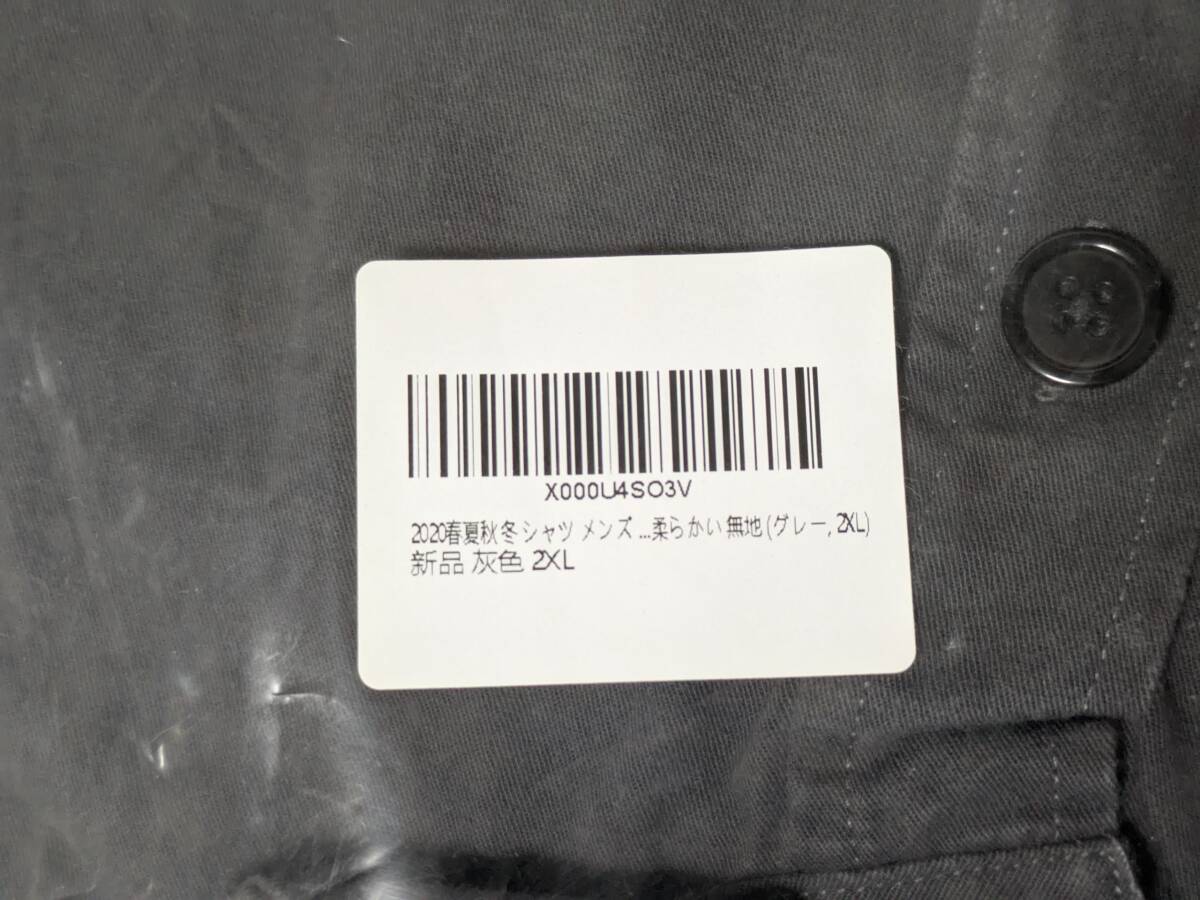 X000U4SO3V
2020春夏秋冬 シャツ メンズ ...柔らかい 無地 (グレー, 2XL)
新品 灰色 2XL